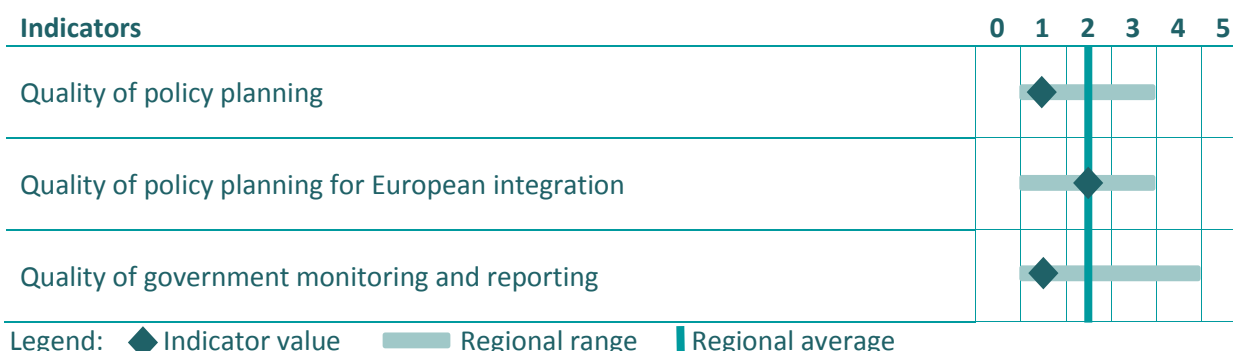 Indicators 0 1 2 3 4 5
Quality of policy planning
Quality of policy planning for European integration
Quality of government monitoring and reporting
Legend: Indicator value Regional range Regional average